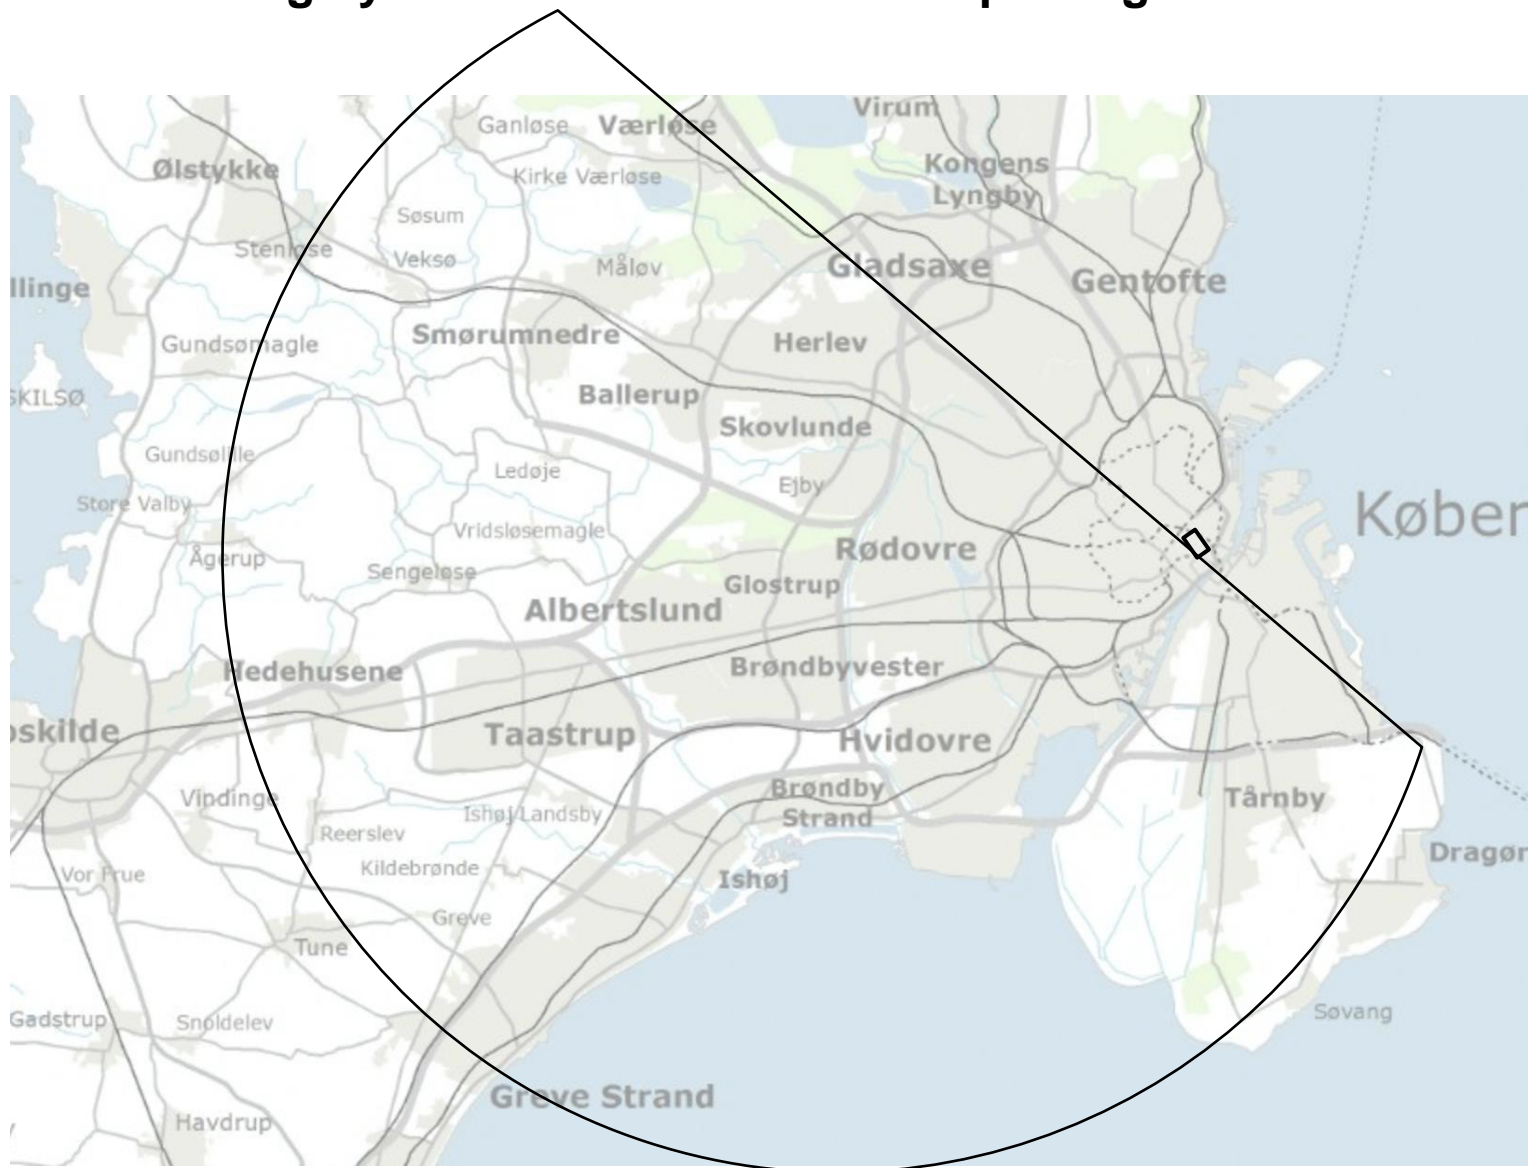 Virum
Ganløse
Værløse
Kongens
Lyngby
Ølstykke
Kirke Værløse
Søsum
Stenløse
Veksø
Måløv
Gladsaxe
Gentofte
llinge
Smørumnedre
Gundsømagle
Herlev
SKILSØ
Ballerup
Skovlunde
Gundsølille
Ledøje
Ejby
Store Valby
Køber
Vridsløsemagle
Rødovre
Ågerup
Sengeløse
Glostrup
Albertslund
Hedehusene
Brøndbyvester
oskilde
Taastrup
Hvidovre
Vindinge
Brøndby
Strand
Tårnby
Ishøj Landsby
Reerslev
Dragør
Kildebrønde
Vor Frue
Ishøj
Greve
Tune
Søvang
Gadstrup
Snoldelev
Greve Strand
Havdrup